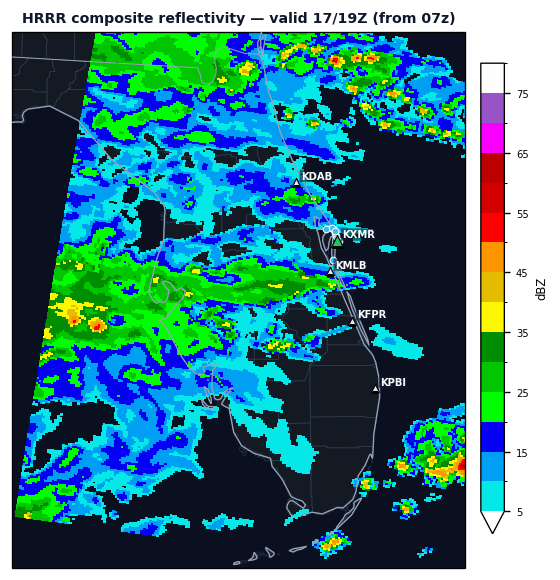 HRRR composite reflectivity — valid 17/19Z (from 07z)
KDAB
KXMR
KMLB
KFPR
KPBI
75
65
55
45
35
25
15
5
dBZ